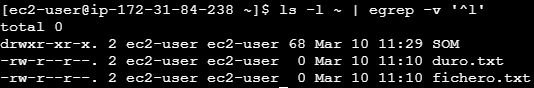 [ec2-user@ip-172-31-84-238 ~]$ ls -l ~ | egrep -v '^l'
total 0
drwxr-xr-x. 2 ec2-user ec2-user 68 Mar 10 11:29 SOM
-rw-r--r--. 2 ec2-user ec2-user  0 Mar 10 11:10 duro.txt
-rw-r--r--. 2 ec2-user ec2-user  0 Mar 10 11:10 fichero.txt